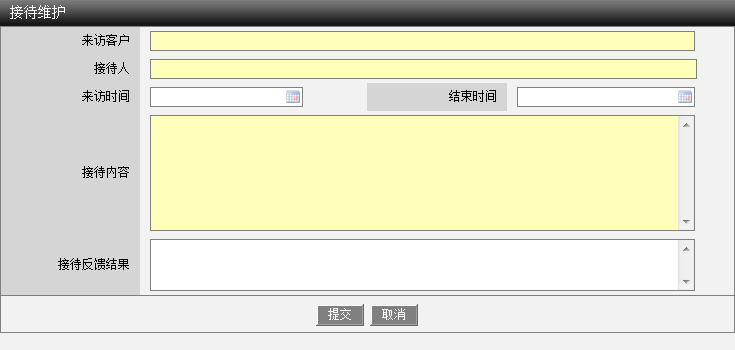 接待维护
来访客户
接待人
来访时间 结束时间
接待内容
接待反馈结果
提交 取消